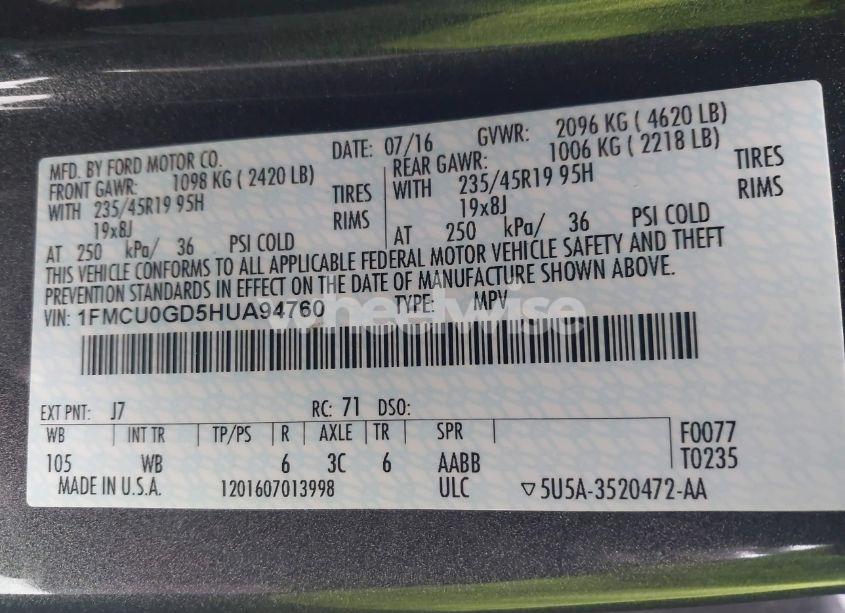 MFD. BY FORD MOTOR CO. DATE: 07/16 GVWR: 2096 KG ( 4620 LB)
FRONT GAWR: 1098 KG ( 2420 LB) REAR GAWR: 1006 KG ( 2218 LB)
WITH 235/45R19 95H TIRES WITH 235/45R19 95H TIRES
19x8J RIMS 19x8J RIMS
AT 250 kPa/ 36 PSI COLD AT 250 kPa/ 36 PSI COLD
THIS VEHICLE CONFORMS TO ALL APPLICABLE FEDERAL MOTOR VEHICLE SAFETY AND THEFT
PREVENTION STANDARDS IN EFFECT ON THE DATE OF MANUFACTURE SHOWN ABOVE.
VIN: 1FMCU0GD5HUA94760 TYPE: MPV
wheelwise
EXT PNT: J7 RC: 71 DSO:
WB INT TR TP/PS R AXLE TR SPR F0077
105 WB 6 3C 6 AABB T0235
MADE IN U.S.A. 1201607013998 ULC ▽5U5A-3520472-AA